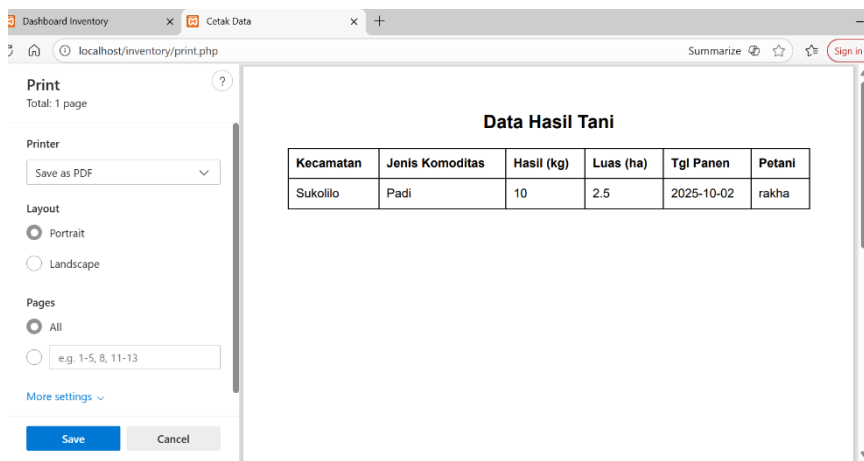 Dashboard Inventory
Cetak Data
localhost/inventory/print.php
Summarize
Sign in
Print
?
Total: 1 page
Printer
Save as PDF
Layout
Portrait
Landscape
Pages
All
e.g. 1-5, 8, 11-13
More settings
Save Cancel
Data Hasil Tani
Kecamatan Jenis Komoditas Hasil (kg) Luas (ha) Tgl Panen Petani
Sukolilo Padi 10 2.5 2025-10-02 rakha